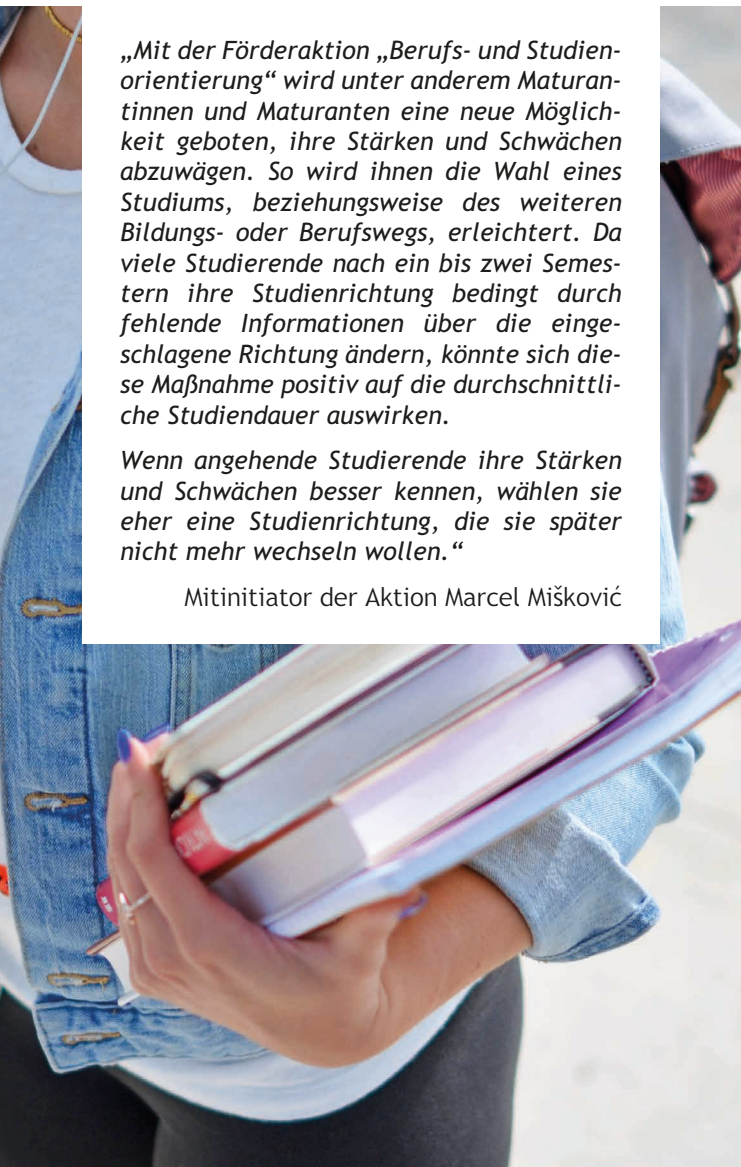 „Mit der Förderaktion „Berufs- und Studien-
orientierung“ wird unter anderem Maturan-
tinnen und Maturanten eine neue Möglich-
keit geboten, ihre Stärken und Schwächen
abzuwägen. So wird ihnen die Wahl eines
Studiums, beziehungsweise des weiteren
Bildungs- oder Berufswegs, erleichtert. Da
viele Studierende nach ein bis zwei Semes-
tern ihre Studienrichtung bedingt durch
fehlende Informationen über die einge-
schlagene Richtung ändern, könnte sich die-
se Maßnahme positiv auf die durchschnittli-
che Studiendauer auswirken.
Wenn angehende Studierende ihre Stärken
und Schwächen besser kennen, wählen sie
eher eine Studienrichtung, die sie später
nicht mehr wechseln wollen.“
Mitinitiator der Aktion Marcel Mišković